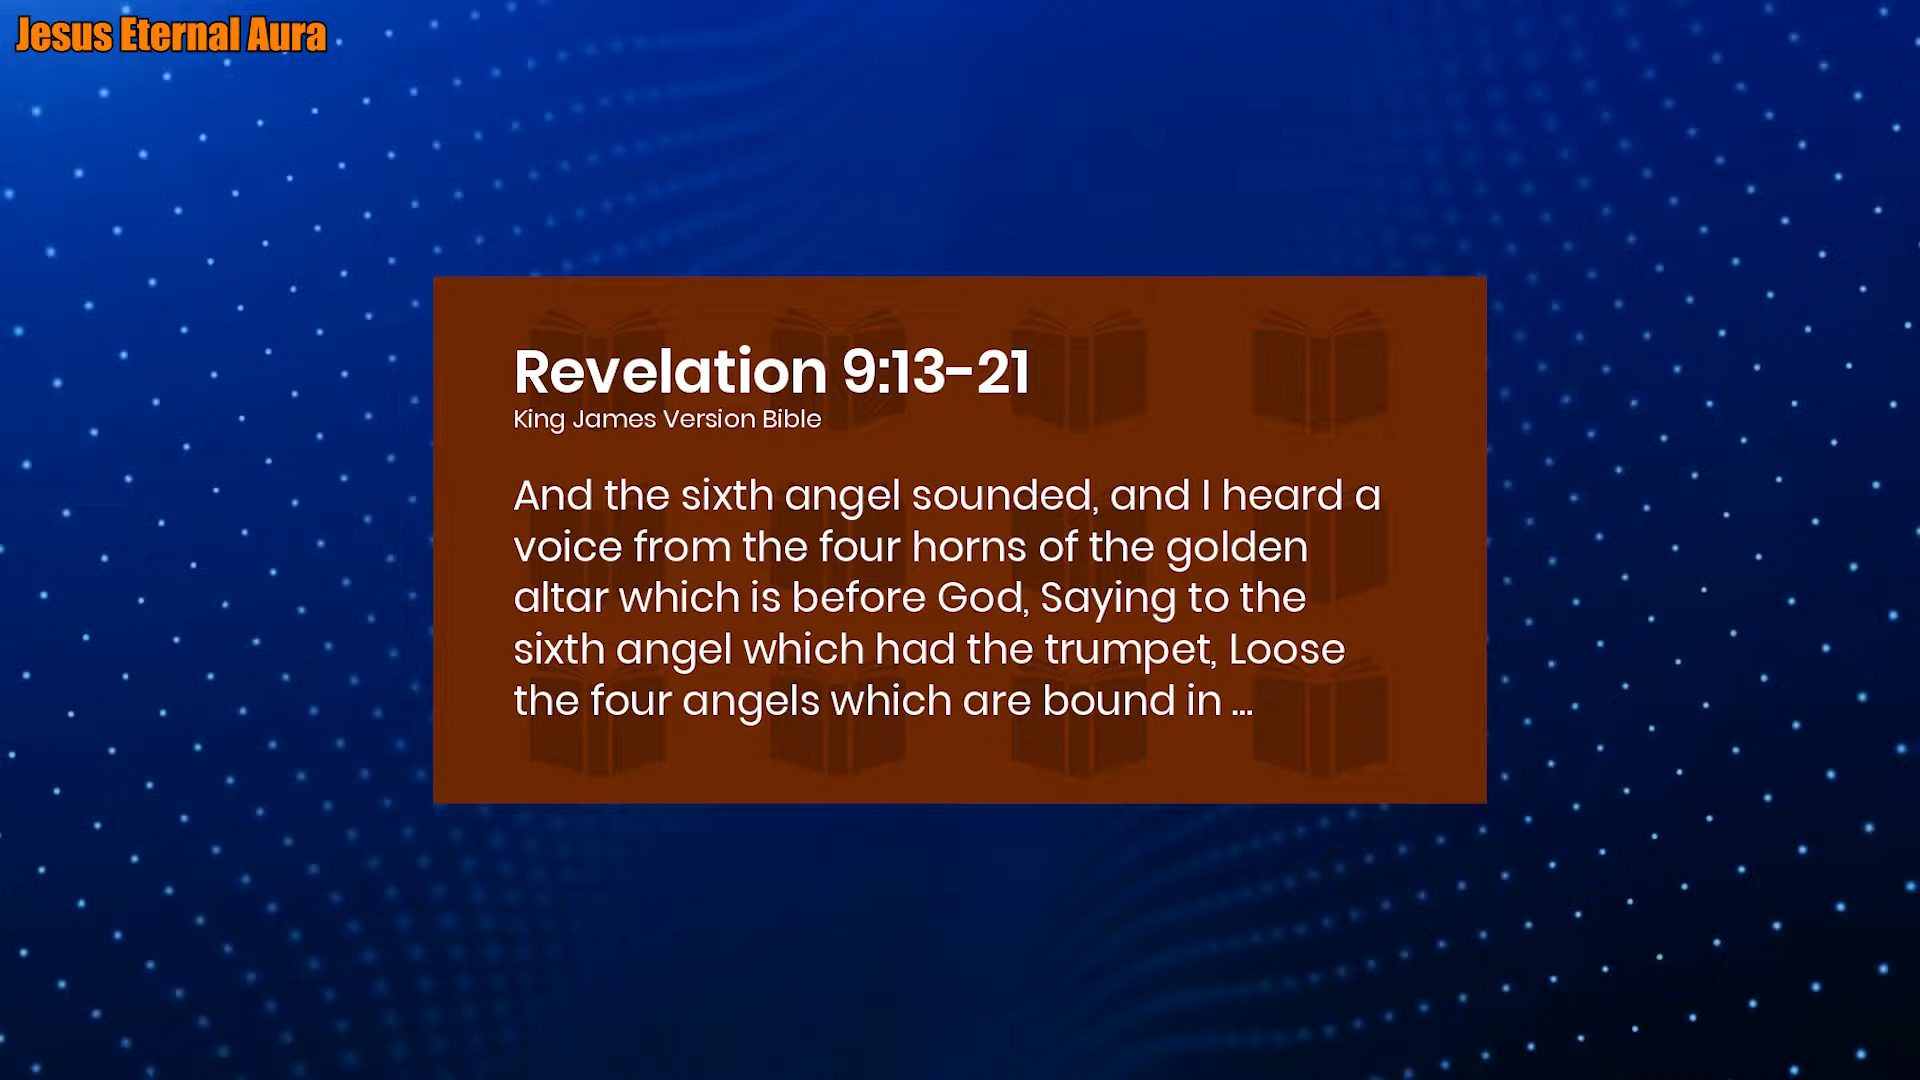 Jesus Eternal Aura
Revelation 9:13-21
King James Version Bible
And the sixth angel sounded, and I heard a
voice from the four horns of the golden
altar which is before God, Saying to the
sixth angel which had the trumpet, Loose
the four angels which are bound in ...